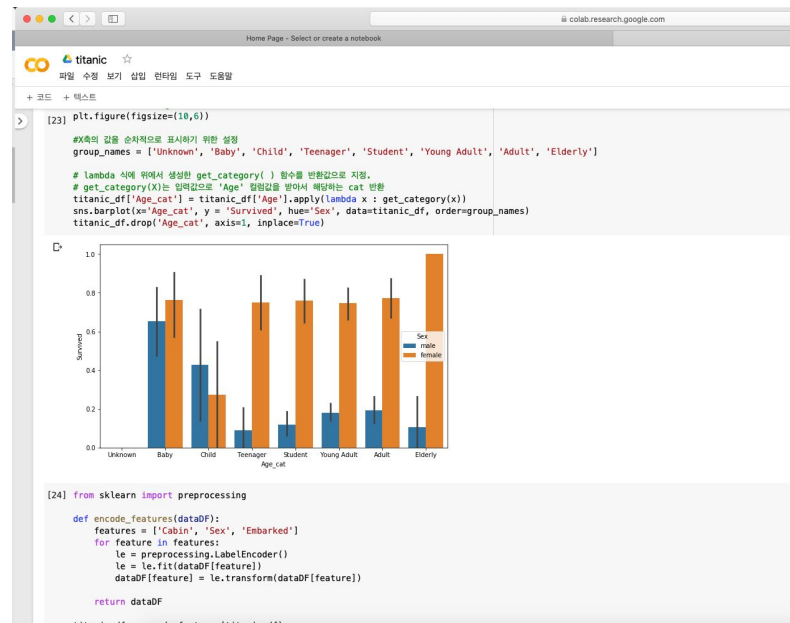 colab.research.google.com
Home Page - Select or create a notebook
titanic
파일 수정 보기 삽입 런타임 도구 도움말
+ 코드 + 텍스트
[23] plt.figure(figsize=(10,6))
#X축의 값을 순차적으로 표시하기 위한 설정
group_names = ['Unknown', 'Baby', 'Child', 'Teenager', 'Student', 'Young Adult', 'Adult', 'Elderly']
# lambda 식에 위에서 생성한 get_category( ) 함수를 반환값으로 지정.
# get_category(X)는 입력값으로 'Age' 컬럼값을 받아서 해당하는 cat 반환
titanic_df['Age_cat'] = titanic_df['Age'].apply(lambda x : get_category(x))
sns.barplot(x='Age_cat', y = 'Survived', hue='Sex', data=titanic_df, order=group_names)
titanic_df.drop('Age_cat', axis=1, inplace=True)
1.0
0.8
0.6
0.4
0.2
0.0
Survived
Sex
male
female
Unknown Baby Child Teenager Student Young Adult Adult Elderly
Age_cat
[24] from sklearn import preprocessing
def encode_features(dataDF):
features = ['Cabin', 'Sex', 'Embarked']
for feature in features:
le = preprocessing.LabelEncoder()
le = le.fit(dataDF[feature])
dataDF[feature] = le.transform(dataDF[feature])
return dataDF